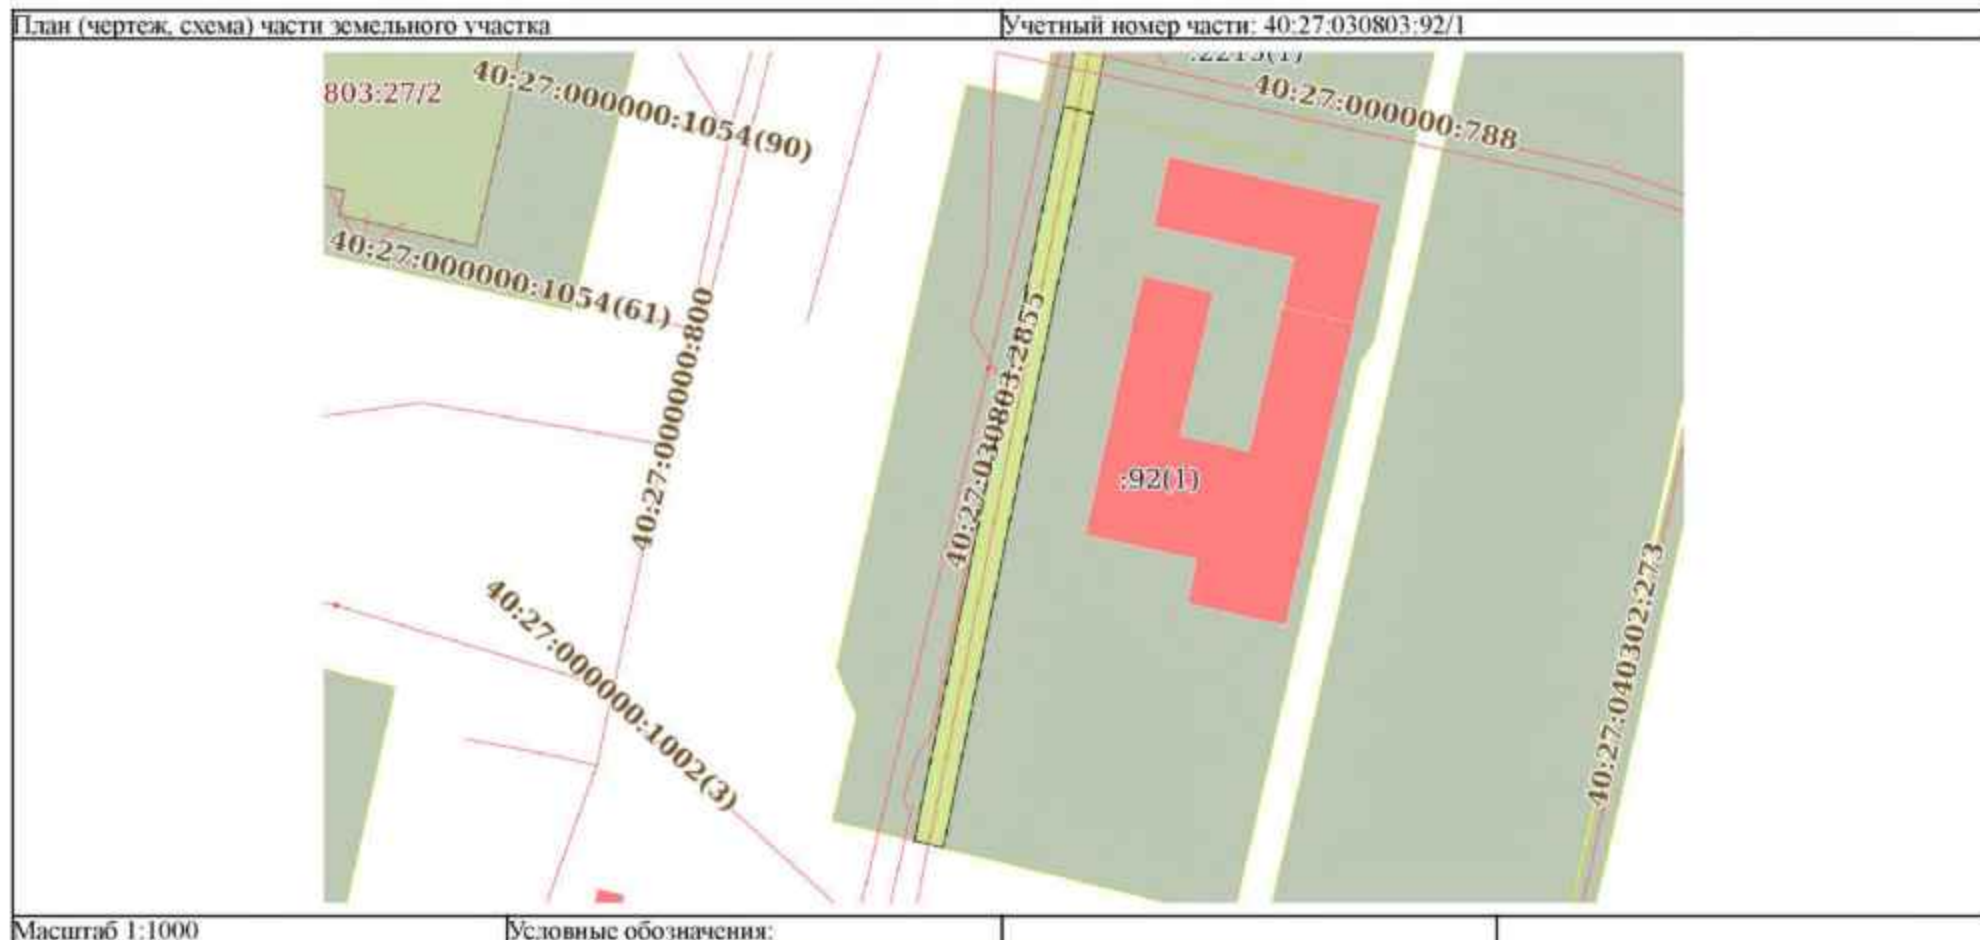 План (чертеж, схема) части земельного участка
Учетный номер части: 40:27:030803:92/1
:2213(1)
40:27:000000:1054(90)
40:27:000000:788
803:27/2
40:27:000000:1054(61)
40:27:000000:800
40:27:030803:2855
:92(1)
40:27:000000:1002(3)
40:27:040302:273
Масштаб 1:1000
Условные обозначения: